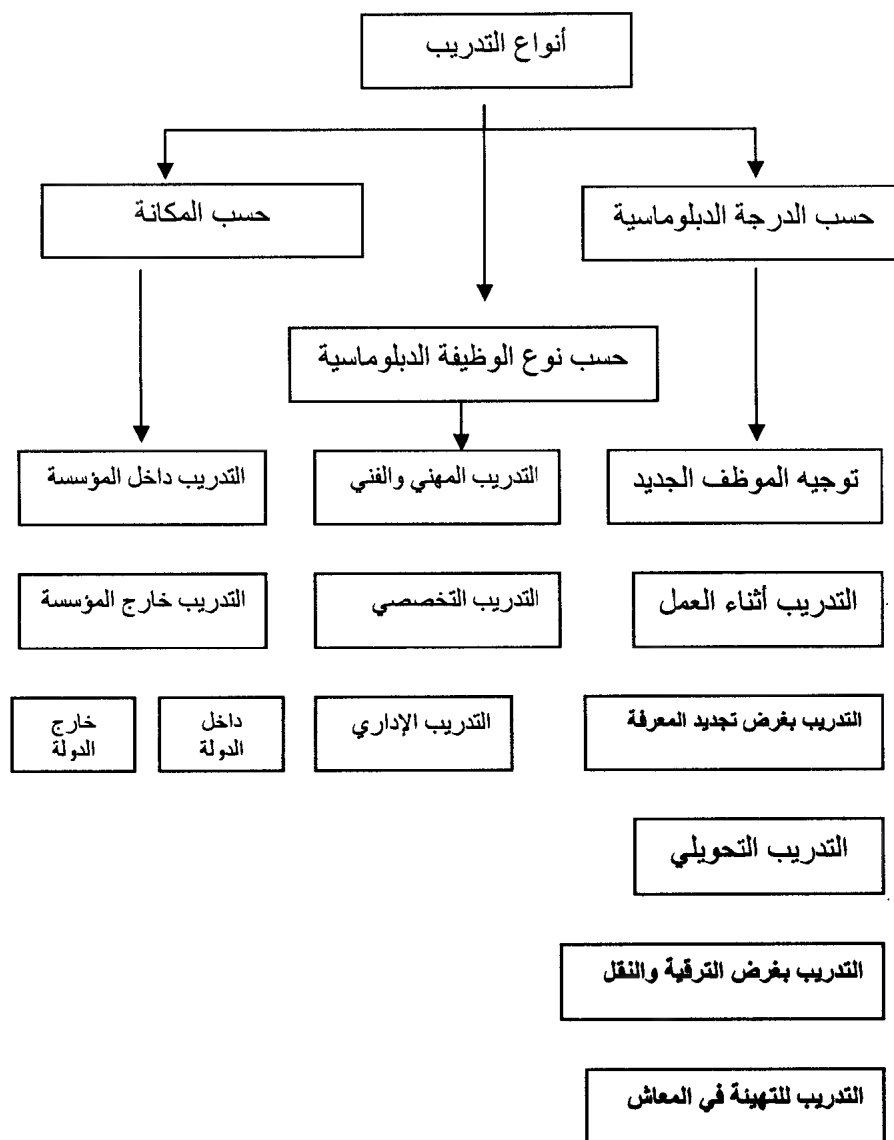 أنواع التدريب
حسب الدرجة الدبلوماسية
حسب المكانة
حسب نوع الوظيفة الدبلوماسية
توجيه الموظف الجديد
التدريب المهني والفني
التدريب داخل المؤسسة
التدريب أثناء العمل
التدريب التخصصي
التدريب خارج المؤسسة
التدريب بغرض تجديد المعرفة
التدريب الإداري
داخل
الدولة
خارج
الدولة
التدريب التحويلي
التدريب بغرض الترقية والنقل
التدريب للتهيئة في المعاش